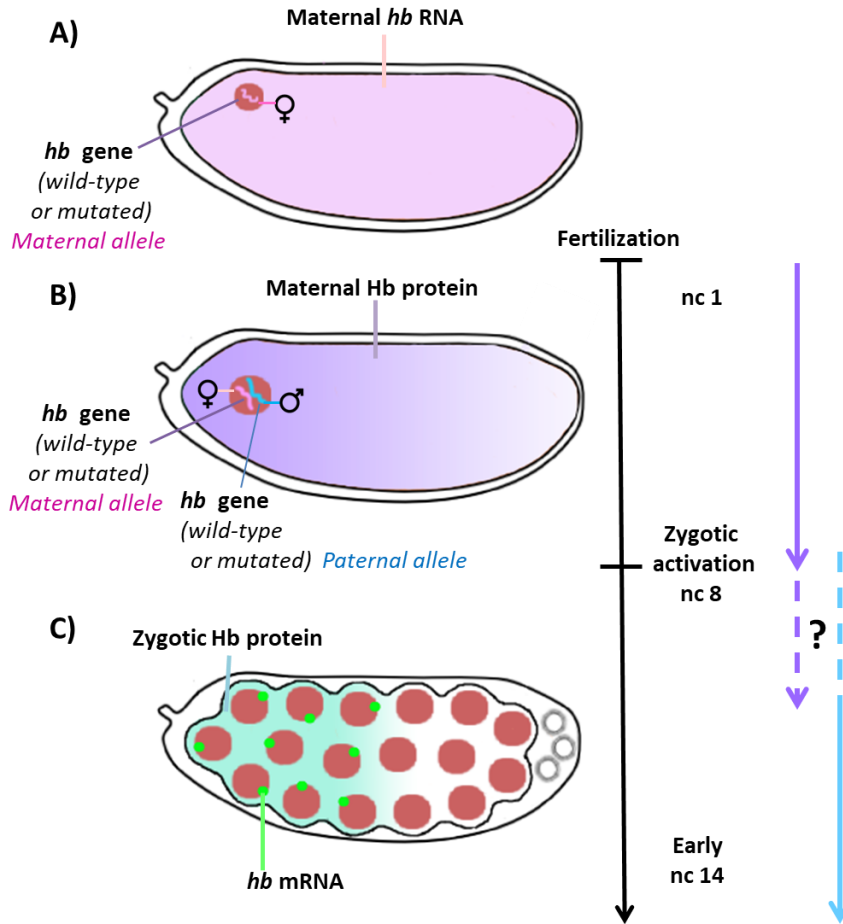 A)
Maternal hb RNA
♀
hb gene
(wild-type
or mutated)
Maternal allele
Fertilization
B)
Maternal Hb protein
nc 1
♀
♂
hb gene
(wild-type
or mutated)
Maternal allele
hb gene
(wild-type
or mutated) Paternal allele
Zygotic
activation
nc 8
C)
Zygotic Hb protein
?
hb mRNA
Early
nc 14